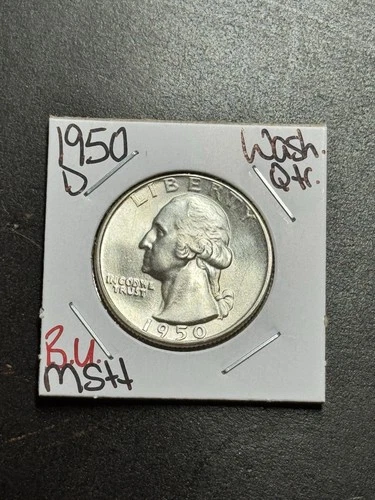 1950
D
Wash.
Qtr.
LIBERTY
IN GOD WE
TRUST
1950
B.U.
MS++